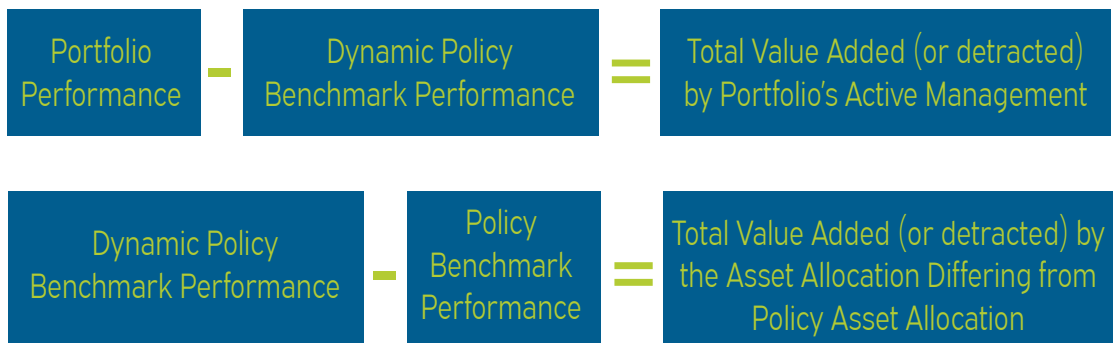 Portfolio
Performance
-
Dynamic Policy
Benchmark Performance
=
Total Value Added (or detracted)
by Portfolio's Active Management
Dynamic Policy
Benchmark Performance
-
Policy
Benchmark
Performance
=
Total Value Added (or detracted) by
the Asset Allocation Differing from
Policy Asset Allocation